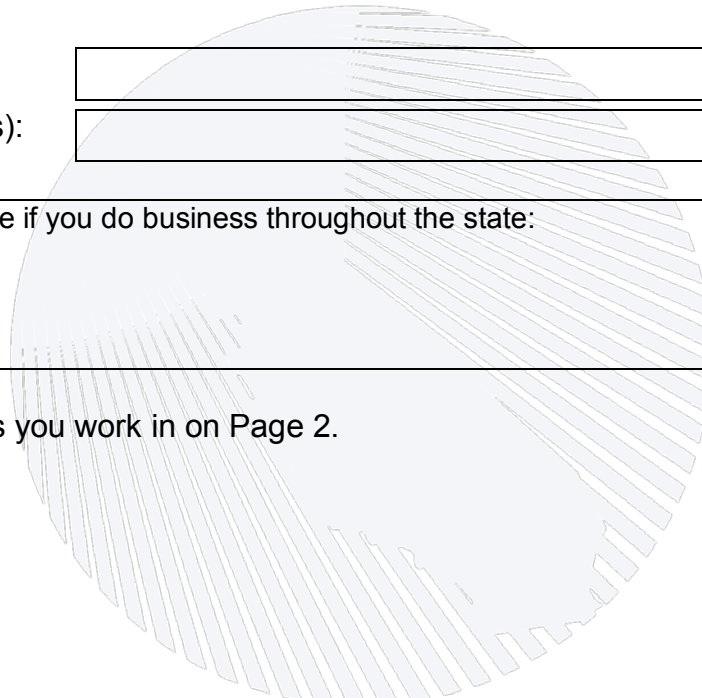 s):
e if you do business throughout the state:
s you work in on Page 2.